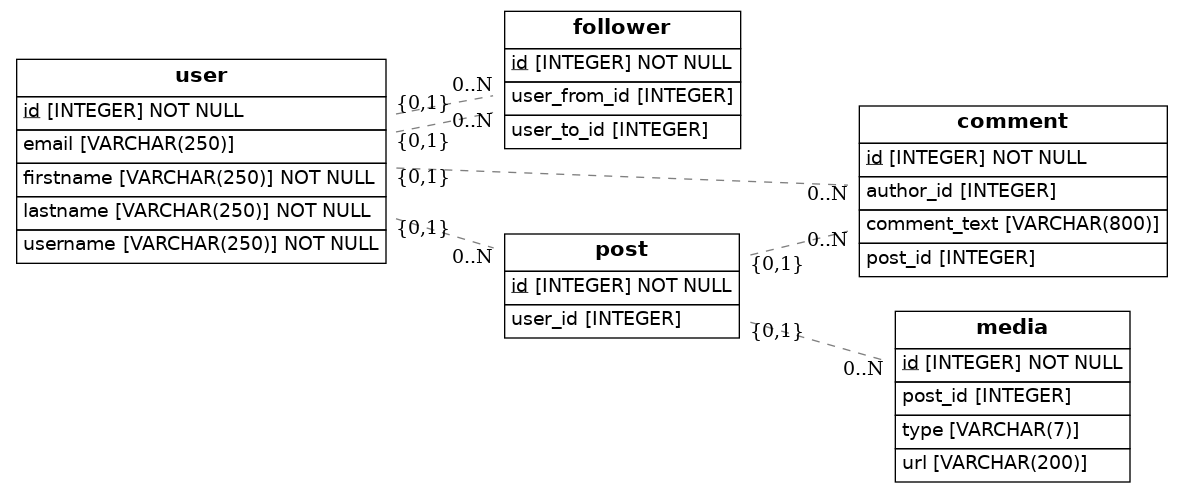 user
id [INTEGER] NOT NULL
email [VARCHAR(250)]
firstname [VARCHAR(250)] NOT NULL
lastname [VARCHAR(250)] NOT NULL
username [VARCHAR(250)] NOT NULL
follower
id [INTEGER] NOT NULL
user_from_id [INTEGER]
user_to_id [INTEGER]
0..N
{0,1}
0..N
{0,1}
{0,1}
0..N
{0,1}
0..N
post
id [INTEGER] NOT NULL
user_id [INTEGER]
comment
id [INTEGER] NOT NULL
author_id [INTEGER]
comment_text [VARCHAR(800)]
post_id [INTEGER]
0..N
{0,1}
{0,1}
0..N
media
id [INTEGER] NOT NULL
post_id [INTEGER]
type [VARCHAR(7)]
url [VARCHAR(200)]